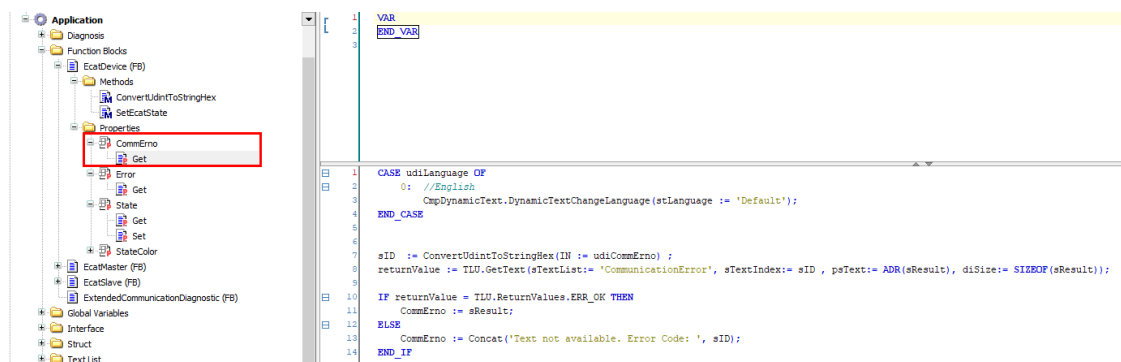 Application
Diagnosis
Function Blocks
EcatDevice (FB)
Methods
ConvertUdintToStringHex
SetEcatState
Properties
CommErno
Get
Error
Get
State
Get
Set
StateColor
EcatMaster (FB)
EcatSlave (FB)
ExtendedCommunicationDiagnostic (FB)
Global Variables
Interface
Struct
Text List
1 VAR
2 END_VAR
3
1 CASE udiLanguage OF
2 0: //English
3 CmpDynamicText.DynamicTextChangeLanguage(stLanguage := 'Default');
4 END_CASE
5
6
7 sID := ConvertUdintToStringHex(IN := udiCommErno) ;
8 returnValue := TLU.GetText(sTextList:= 'CommunicationError', sTextIndex:= sID , psText:= ADR(sResult), diSize:= SIZEOF(sResult));
9
10 IF returnValue = TLU.ReturnValues.ERR_OK THEN
11 CommErno := sResult;
12 ELSE
13 CommErno := Concat('Text not available. Error Code: ', sID);
14 END_IF